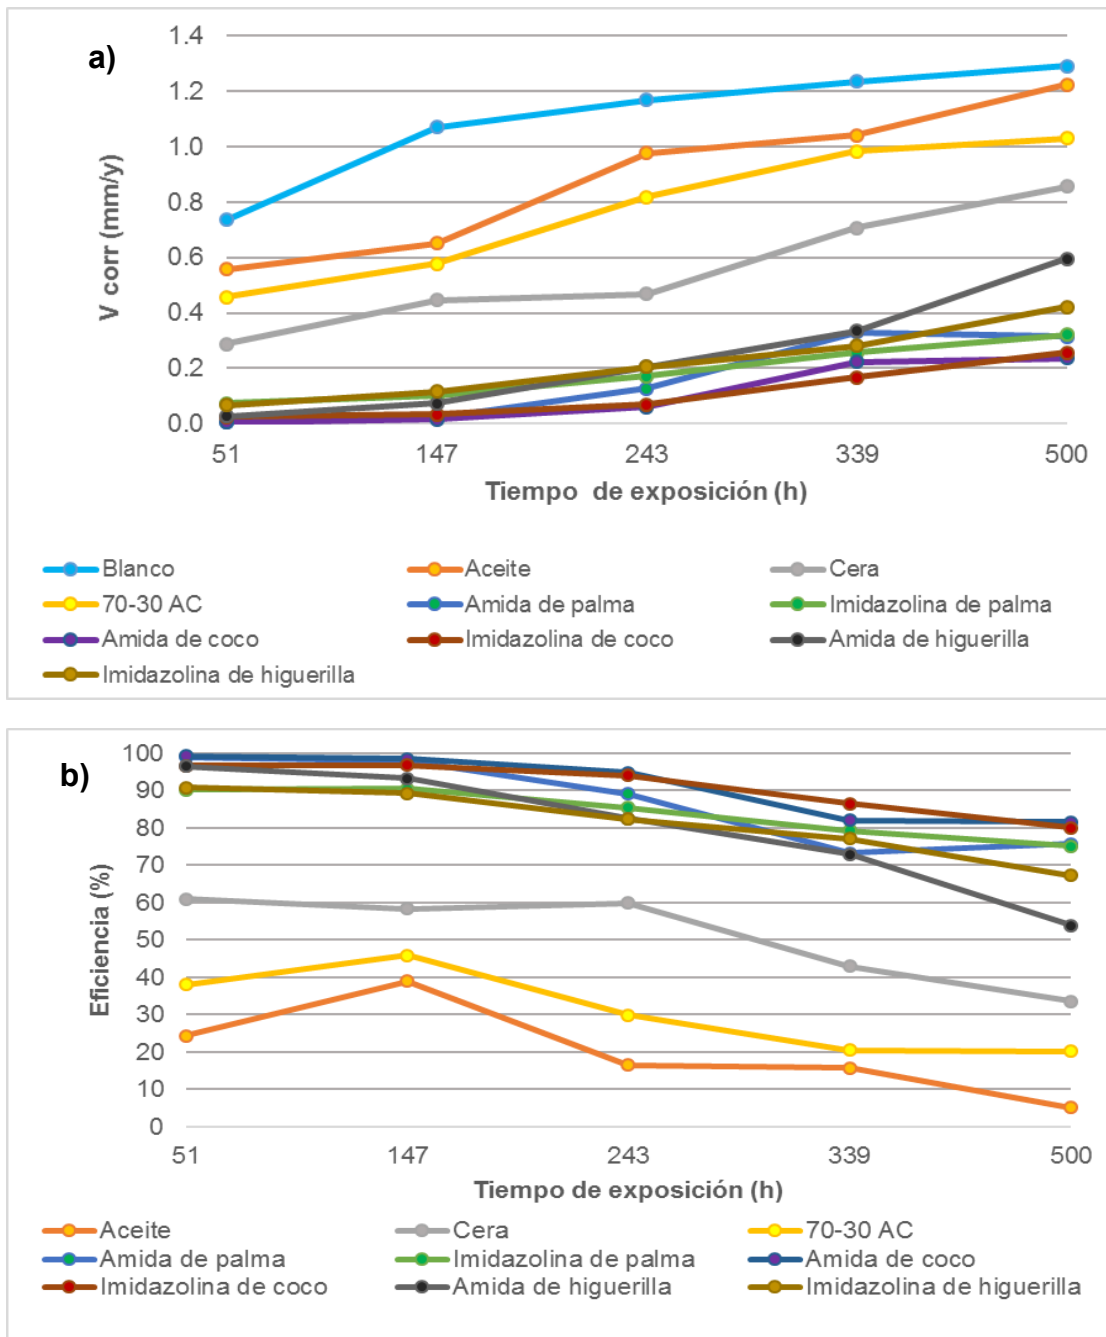 a)
1.4
1.2
1.0
0.8
0.6
0.4
0.2
0.0
V corr (mm/y)
51 147 243 339 500
Tiempo de exposición (h)
Blanco Aceite Cera
70-30 AC Amida de palma Imidazolina de palma
Amida de coco Imidazolina de coco Amida de higuerilla
Imidazolina de higuerilla
b)
100
90
80
70
60
50
40
30
20
10
0
Eficiencia (%)
51 147 243 339 500
Tiempo de exposición (h)
Aceite Cera 70-30 AC
Amida de palma Imidazolina de palma Amida de coco
Imidazolina de coco Amida de higuerilla Imidazolina de higuerilla